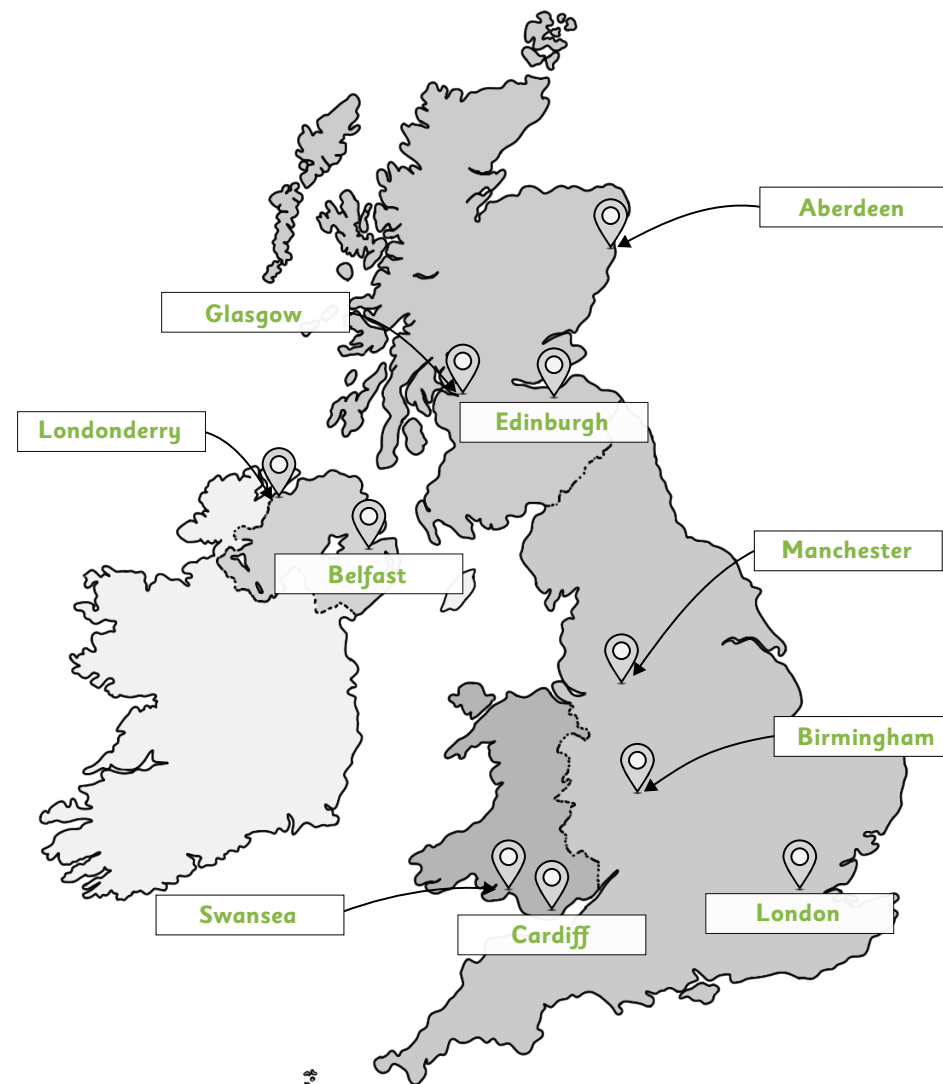 Aberdeen
Glasgow
Edinburgh
Londonderry
Manchester
Belfast
Birmingham
Swansea
London
Cardiff